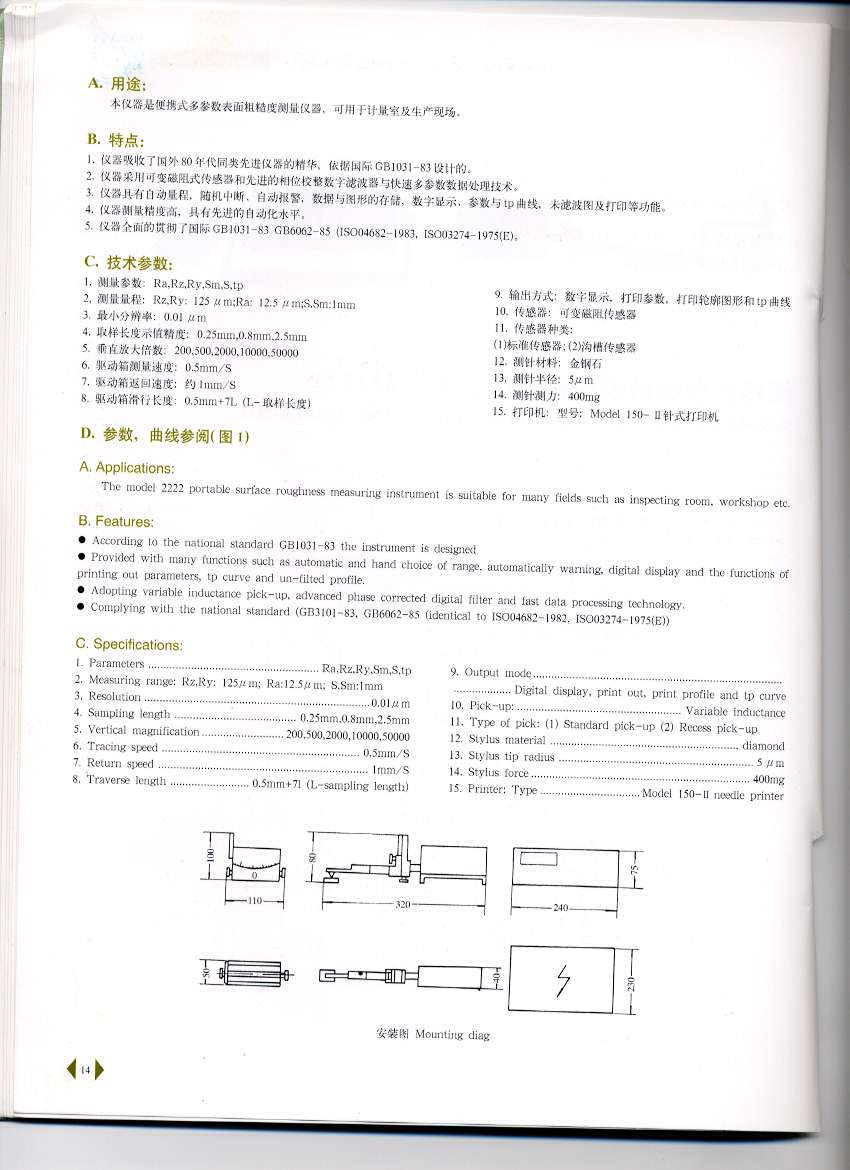 A. 用途:
本仪器是便携式多参数表面粗糙度测量仪器，可用于计量室及生产现场。
B. 特点:
1. 仪器吸收了国外80年代同类先进仪器的精华，依据国际GB1031-83设计的。
2. 仪器采用可变磁阻式传感器和先进的相位校整数字滤波器与快速多参数数据处理技术。
3. 仪器具有自动量程，随机中断、自动报警，数据与图形的存储，数字显示、参数与tp曲线，未滤波图及打印等功能。
4. 仪器测量精度高，具有先进的自动化水平。
5. 仪器全面的贯彻了国际GB1031-83 GB6062-85 (ISO04682-1983, ISO03274-1975(E)。
C. 技术参数:
1. 测量参数: Ra,Rz,Ry,Sm,S,tp
2. 测量量程: Rz,Ry: 125 μm;Ra: 12.5 μm;S.Sm:1mm
3. 最小分辨率: 0.01 μm
4. 取样长度示值精度: 0.25mm,0.8mm,2.5mm
5. 垂直放大倍数: 200,500,2000,10000,50000
6. 驱动箱测量速度: 0.5mm/S
7. 驱动箱返回速度: 约1mm/S
8. 驱动箱滑行长度: 0.5mm+7L (L-取样长度)
9. 输出方式: 数字显示，打印参数，打印轮廓图形和tp曲线
10. 传感器: 可变磁阻传感器
11. 传感器种类:
(1)标准传感器; (2)沟槽传感器
12. 测针材料: 金钢石
13. 测针半径: 5μm
14. 测针测力: 400mg
15. 打印机: 型号: Model 150-Ⅱ针式打印机
D. 参数，曲线参阅(图1)
A. Applications:
The model 2222 portable surface roughness measuring instrument is suitable for many fields such as inspecting room, workshop etc.
B. Features:
● According to the national standard GB1031-83 the instrument is designed
● Provided with many functions such as automatic and hand choice of range, automatically warning, digital display and the functions of
printing out parameters, tp curve and un-filted profile.
● Adopting variable inductance pick-up, advanced phase corrected digital filter and fast data processing technology.
● Complying with the national standard (GB3101-83, GB6062-85 (identical to ISO04682-1982, ISO03274-1975(E))
C. Specifications:
1. Parameters ........ Ra,Rz,Ry,Sm,S,tp
2. Measuring range: Rz,Ry: 125μm; Ra:12.5μm; S.Sm:1mm
3. Resolution ........ 0.01μm
4. Sampling length ........ 0.25mm,0.8mm,2.5mm
5. Vertical magnification ........ 200,500,2000,10000,50000
6. Tracing speed ........ 0.5mm/S
7. Return speed ........ 1mm/S
8. Traverse length ........ 0.5mm+7l (L-sampling length)
9. Output mode ........
........ Digital display, print out, print profile and tp curve
10. Pick-up: ........ Variable inductance
11. Type of pick: (1) Standard pick-up (2) Recess pick-up
12. Stylus material ........ diamond
13. Stylus tip radius ........ 5 μm
14. Stylus force ........ 400mg
15. Printer: Type ........ Model 150-Ⅱ needle printer
100
0
110
80
320
75
240
50
40
230
安装图 Mounting diag
14